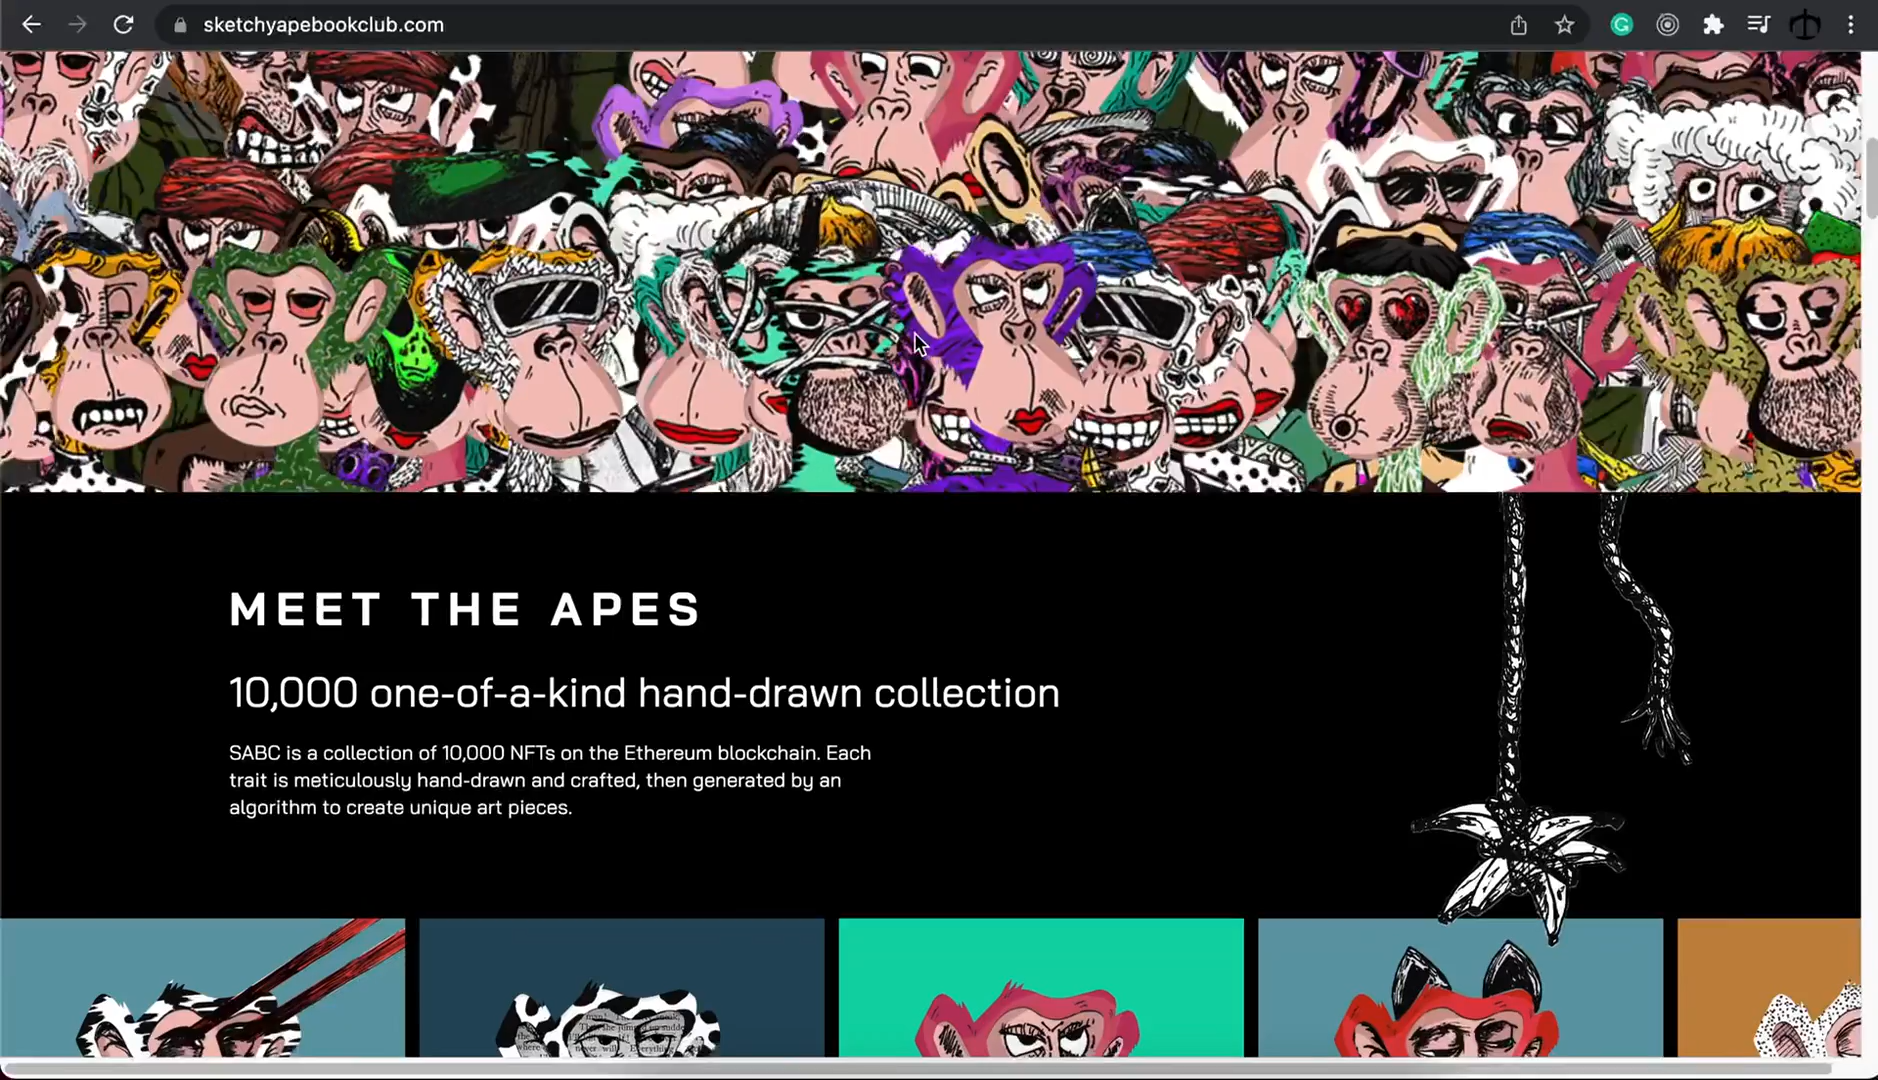 sketchyapebookclub.com
MEET THE APES
10,000 one-of-a-kind hand-drawn collection
SABC is a collection of 10,000 NFTs on the Ethereum blockchain. Each
trait is meticulously hand-drawn and crafted, then generated by an
algorithm to create unique art pieces.